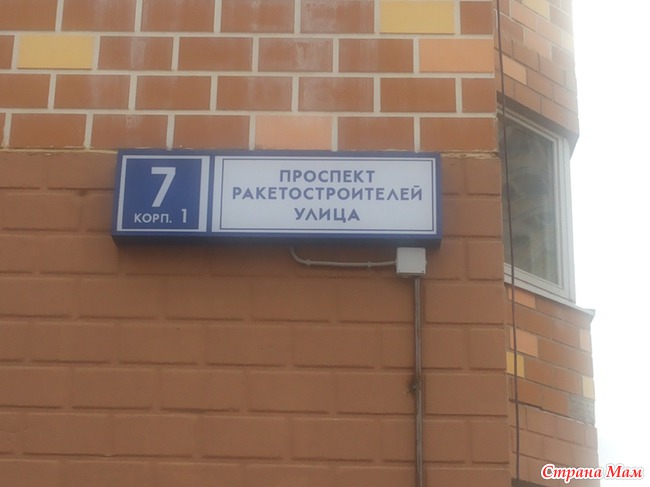 7
КОРП. 1
ПРОСПЕКТ
РАКЕТОСТРОИТЕЛЕЙ
УЛИЦА
Страна Мам